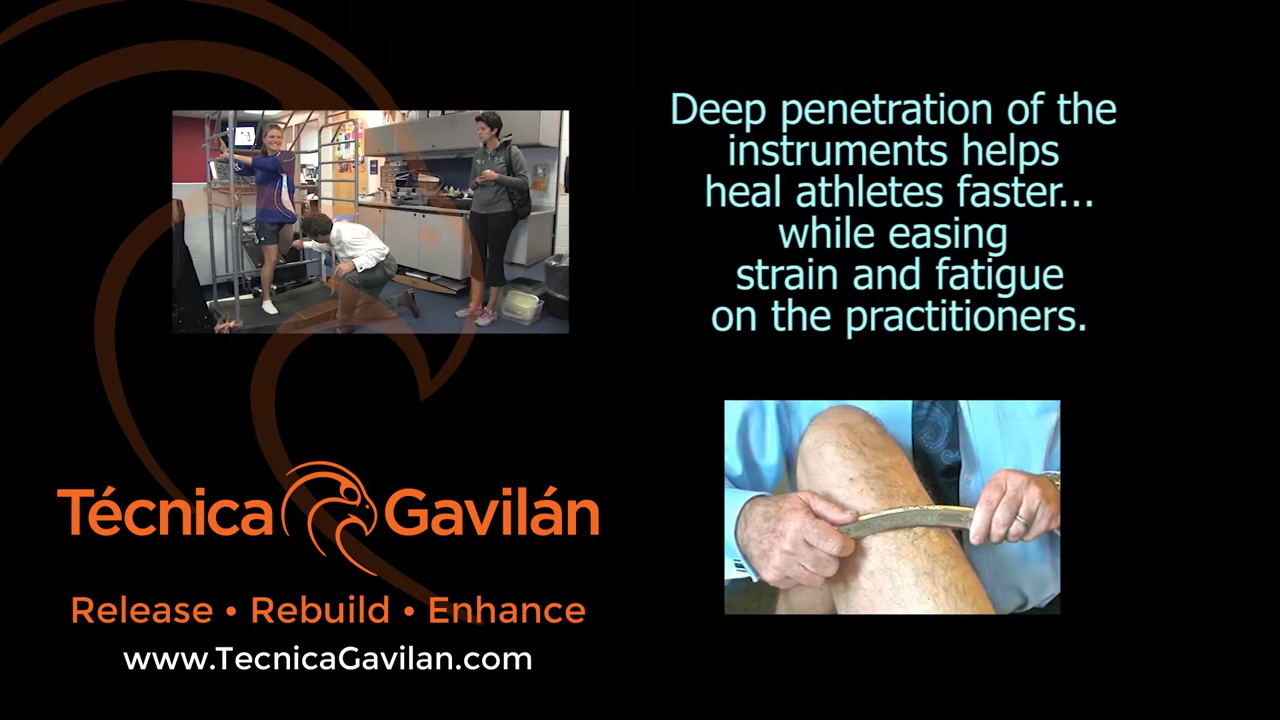 Deep penetration of the
instruments helps
heal athletes faster...
while easing
strain and fatigue
on the practitioners.
Técnica Gavilán
Release • Rebuild • Enhance
www.TecnicaGavilan.com